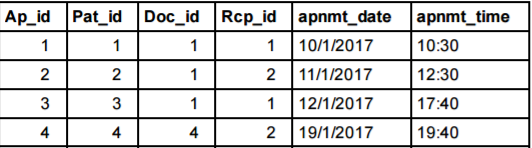 Ap_id Pat_id Doc_id Rcp_id apnmt_date apnmt_time
1 1 1 1 10/1/2017 10:30
2 2 1 2 11/1/2017 12:30
3 3 1 1 12/1/2017 17:40
4 4 4 2 19/1/2017 19:40